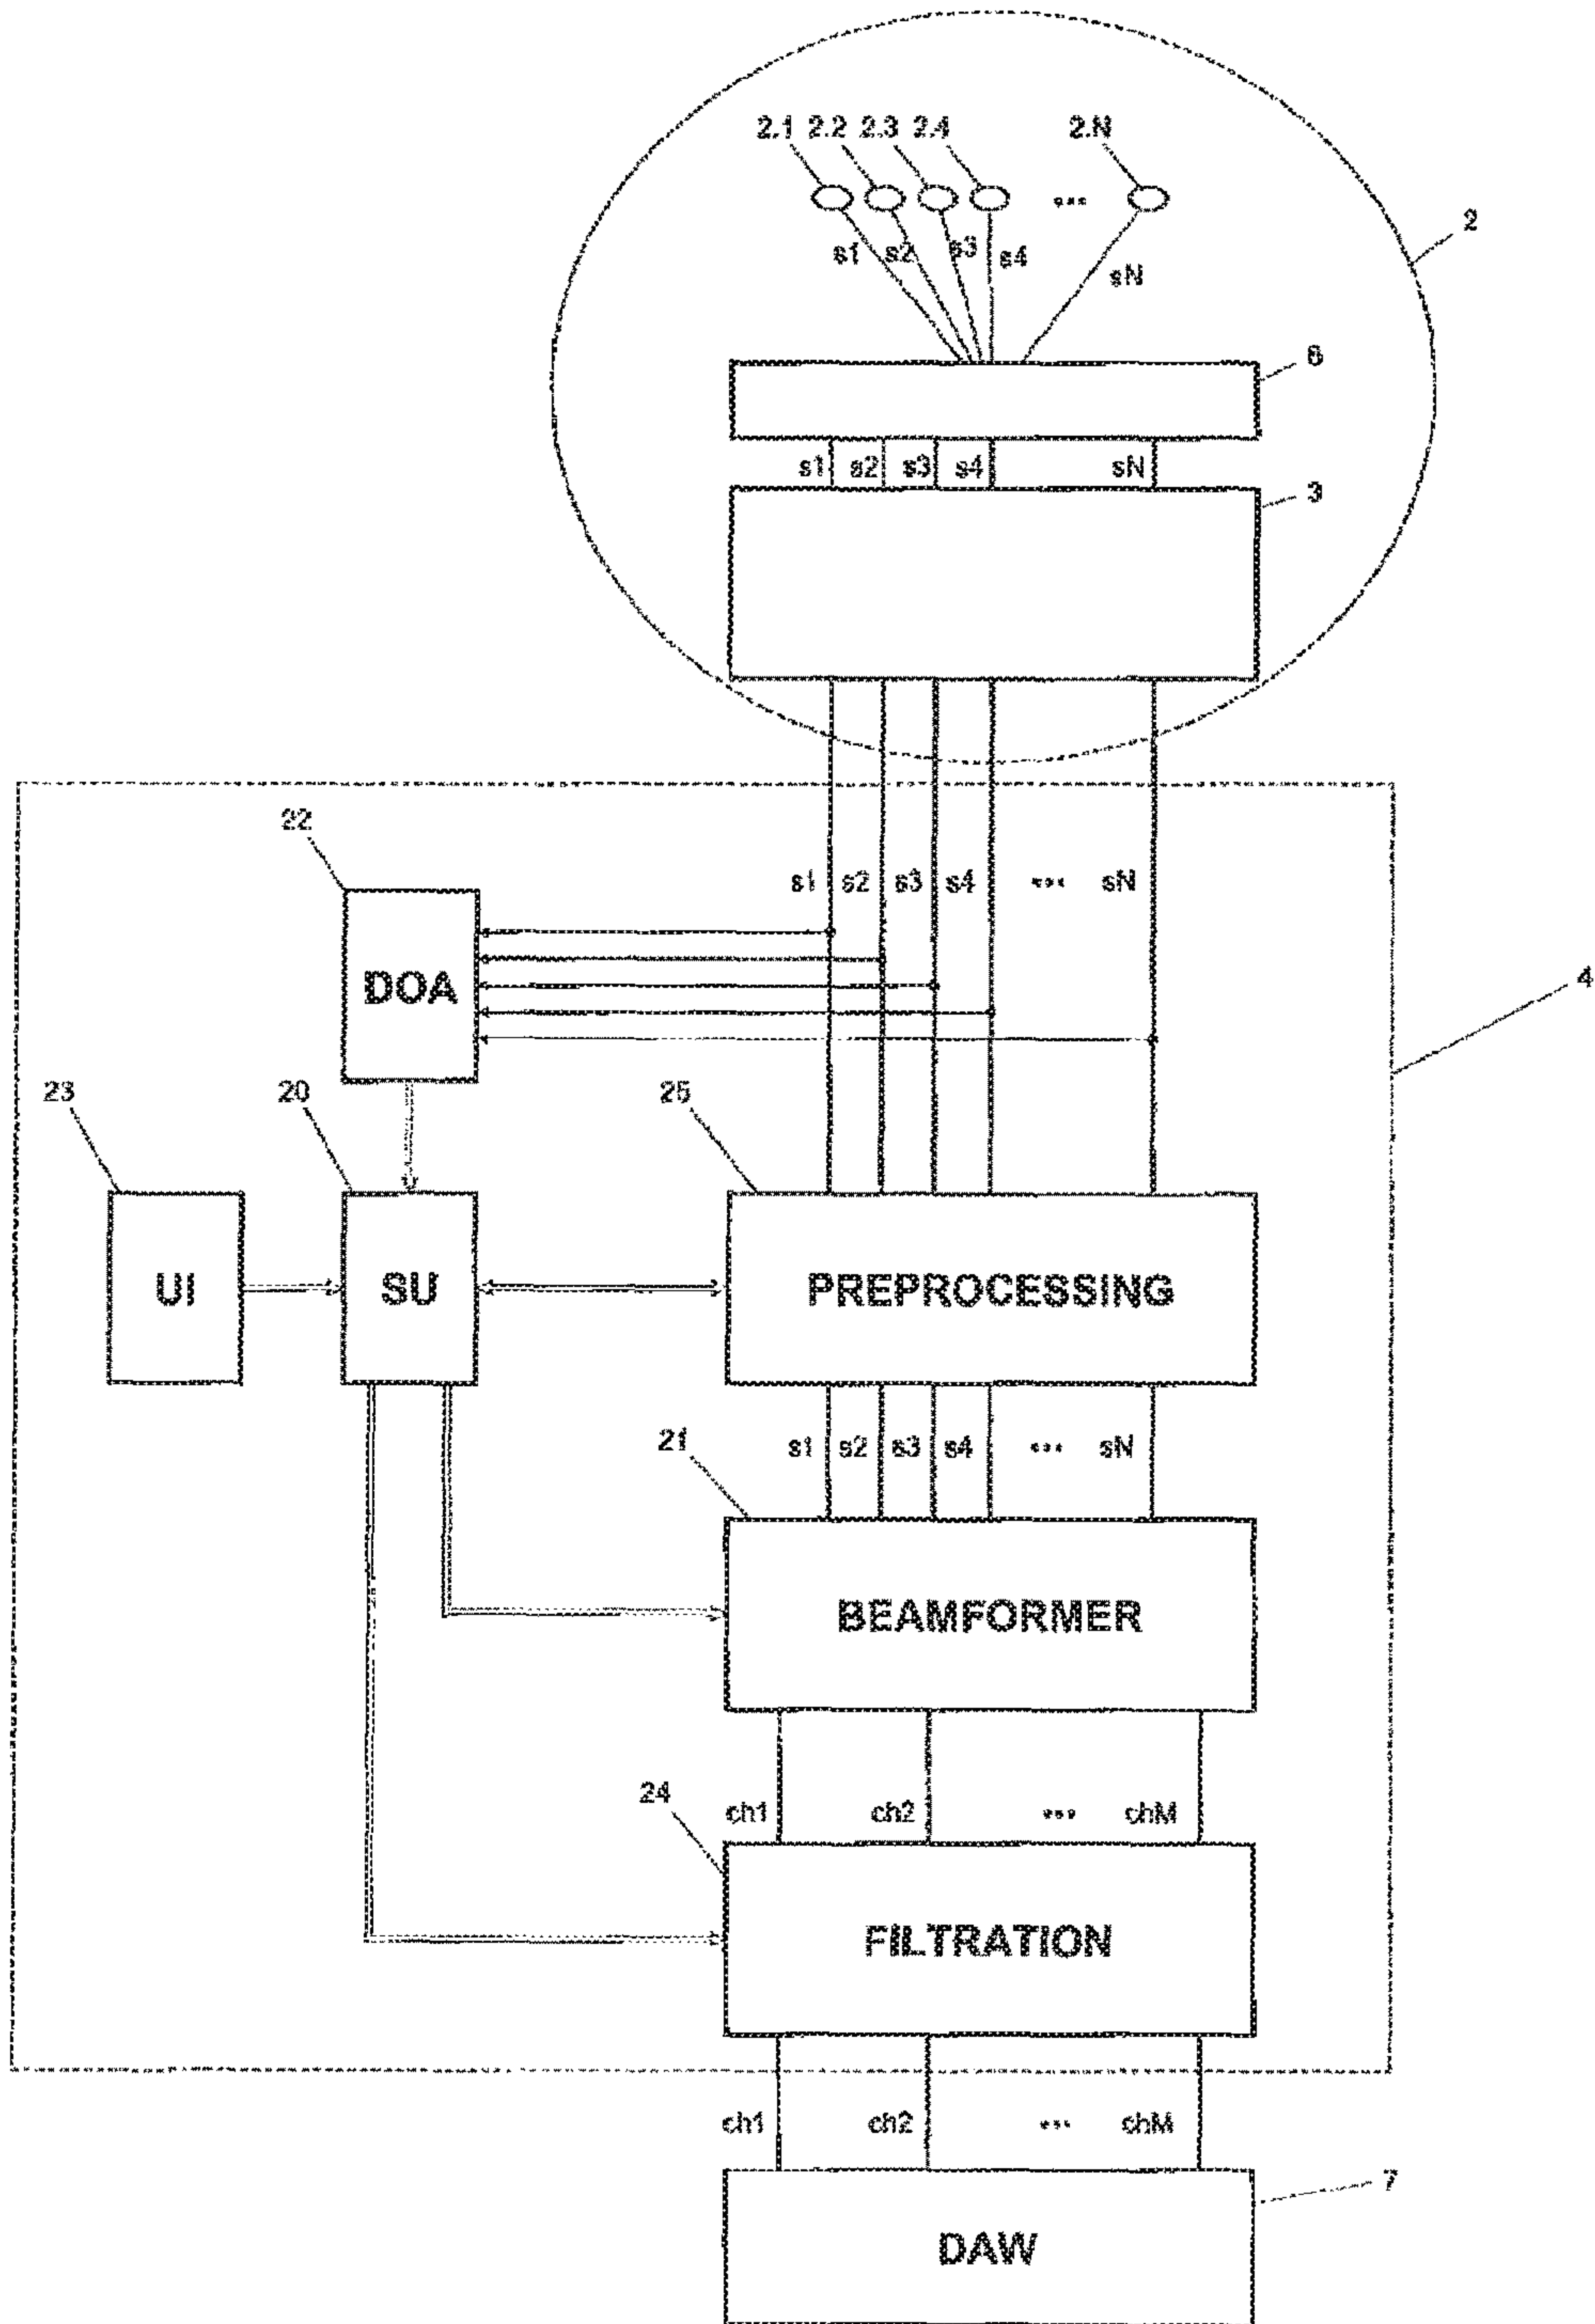 2.1 2.2 2.3 2.4 2.N
2
s1 s2 s3 s4 sN
6
s1 s2 s3 s4 sN
3
22
s1 s2 s3 s4 ... sN
DOA
4
23 20 25
UI SU PREPROCESSING
21
s1 s2 s3 s4 ... sN
BEAMFORMER
24
ch1 ch2 ... chM
FILTRATION
ch1 ch2 ... chM
7
DAW